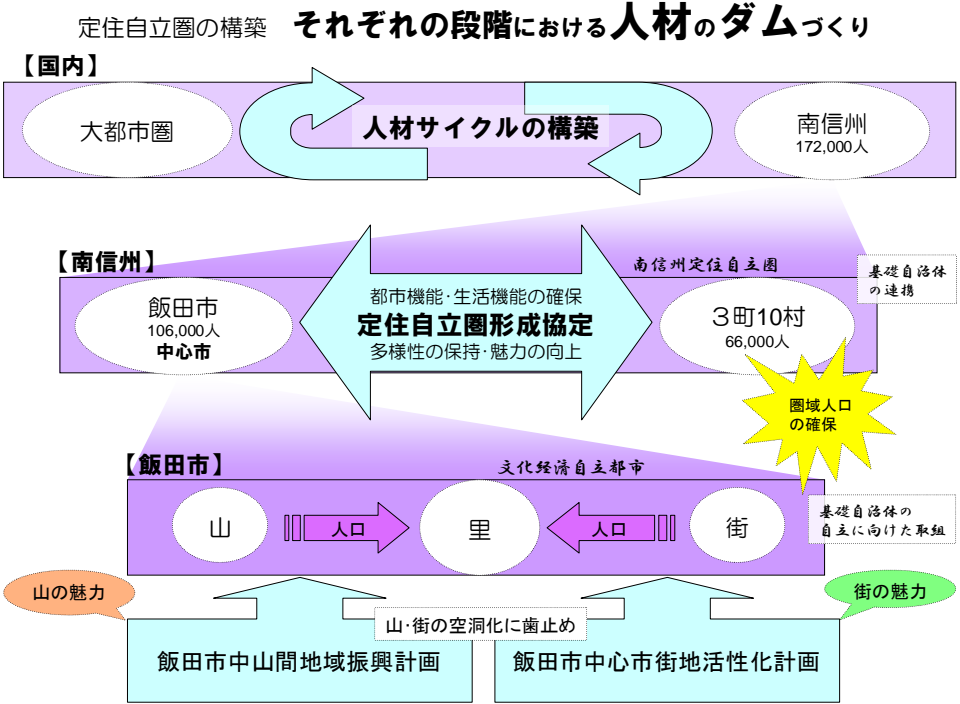 定住自立圏の構築 それぞれの段階における人材のダムづくり
【国内】
大都市圏
人材サイクルの構築
南信州
172,000人
【南信州】
南信州定住自立圏
基礎自治体
の連携
飯田市
106,000人
中心市
都市機能・生活機能の確保
定住自立圏形成協定
多様性の保持・魅力の向上
3町10村
66,000人
圏域人口
の確保
【飯田市】
文化経済自立都市
山
人口
里
人口
街
基礎自治体の
自立に向けた取組
山の魅力
街の魅力
山・街の空洞化に歯止め
飯田市中山間地域振興計画
飯田市中心市街地活性化計画